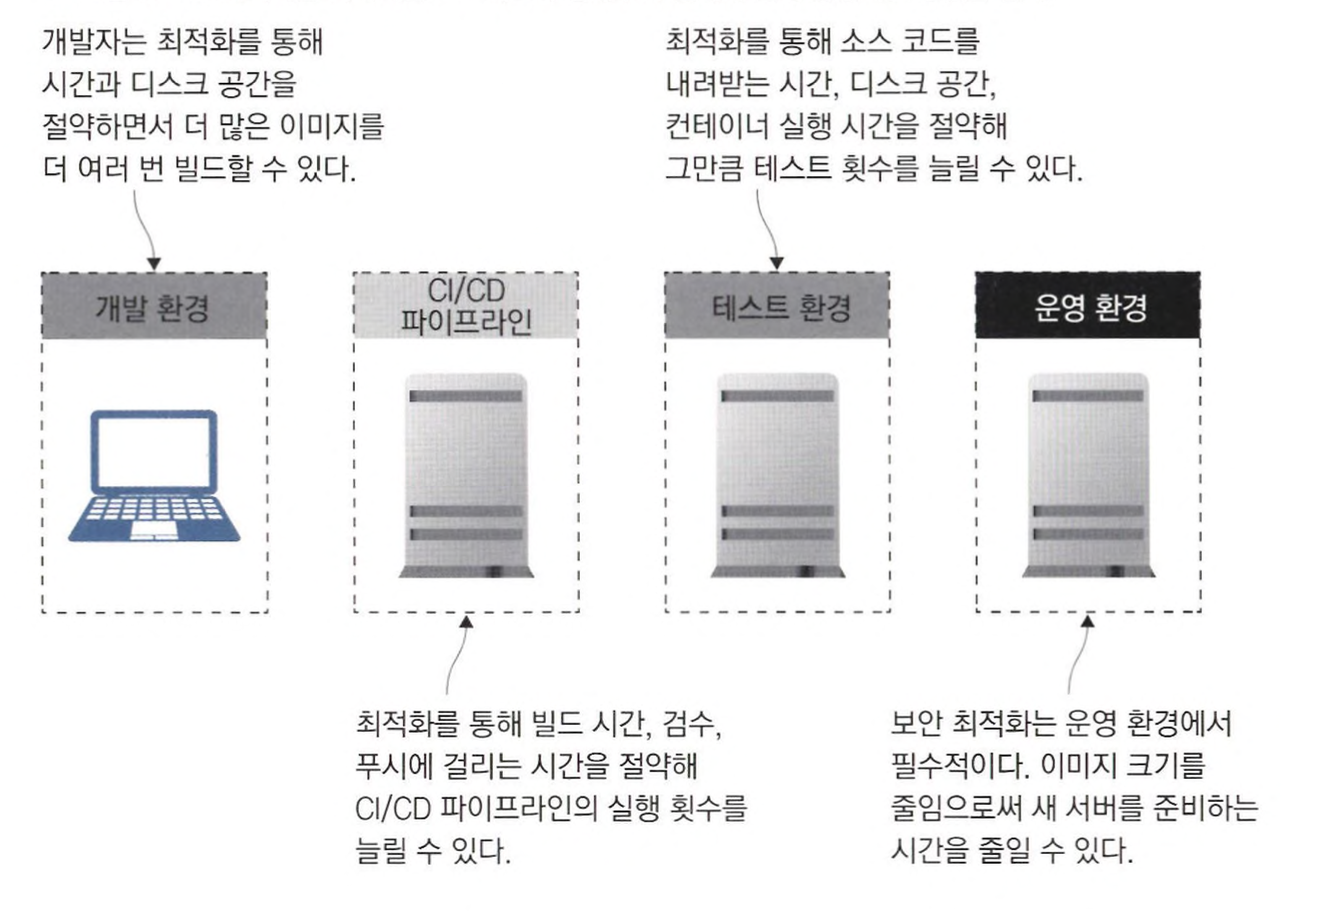 개발자는 최적화를 통해
시간과 디스크 공간을
절약하면서 더 많은 이미지를
더 여러 번 빌드할 수 있다.
최적화를 통해 소스 코드를
내려받는 시간, 디스크 공간,
컨테이너 실행 시간을 절약해
그만큼 테스트 횟수를 늘릴 수 있다.
개발 환경
CI/CD
파이프라인
테스트 환경
운영 환경
최적화를 통해 빌드 시간, 검수,
푸시에 걸리는 시간을 절약해
CI/CD 파이프라인의 실행 횟수를
늘릴 수 있다.
보안 최적화는 운영 환경에서
필수적이다. 이미지 크기를
줄임으로써 새 서버를 준비하는
시간을 줄일 수 있다.